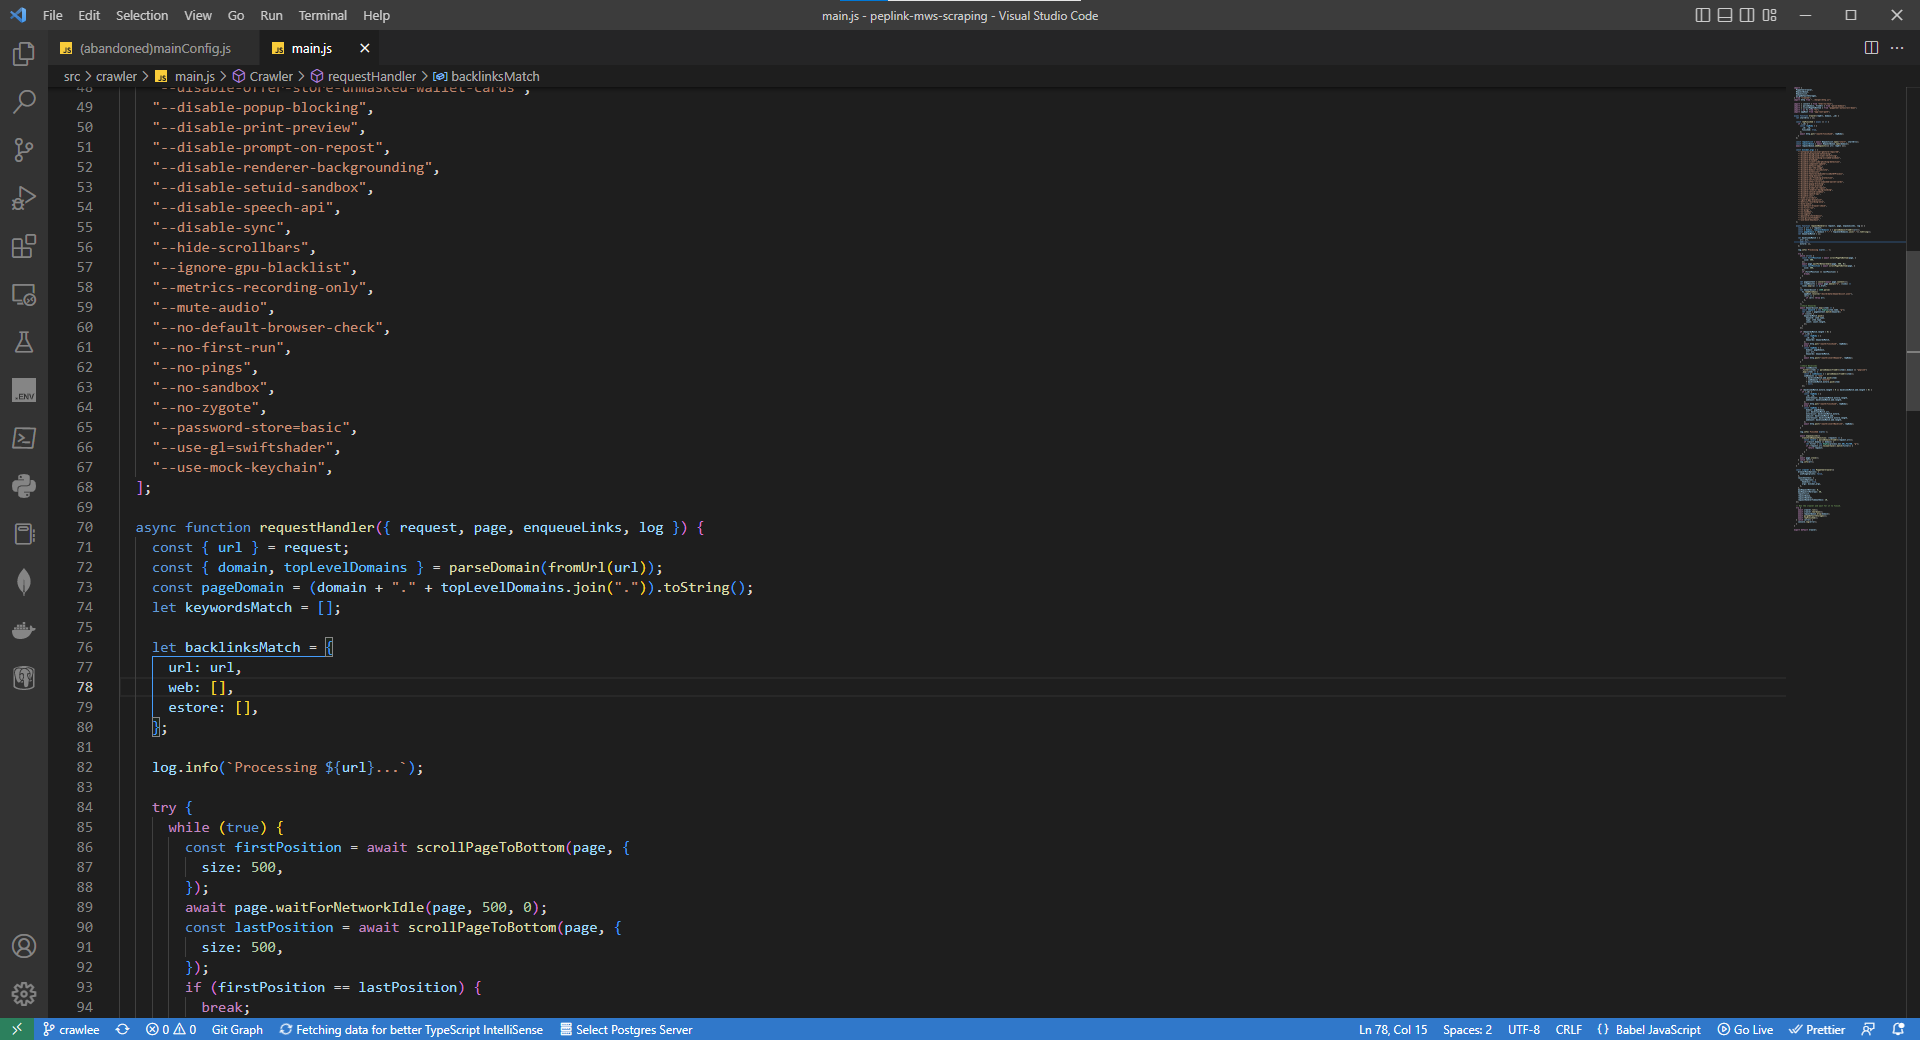 File Edit Selection View Go Run Terminal Help
main.js - peplink-mws-scraping - Visual Studio Code
JS (abandoned)mainConfig.js
JS main.js
src > crawler > JS main.js > Crawler > requestHandler > backlinksMatch
48 "--disable-offer-store-unmasked-wallet-cards",
49 "--disable-popup-blocking",
50 "--disable-print-preview",
51 "--disable-prompt-on-repost",
52 "--disable-renderer-backgrounding",
53 "--disable-setuid-sandbox",
54 "--disable-speech-api",
55 "--disable-sync",
56 "--hide-scrollbars",
57 "--ignore-gpu-blacklist",
58 "--metrics-recording-only",
59 "--mute-audio",
60 "--no-default-browser-check",
61 "--no-first-run",
62 "--no-pings",
63 "--no-sandbox",
64 "--no-zygote",
65 "--password-store=basic",
66 "--use-gl=swiftshader",
67 "--use-mock-keychain",
68 ];
69
70 async function requestHandler({ request, page, enqueueLinks, log }) {
71 const { url } = request;
72 const { domain, topLevelDomains } = parseDomain(fromUrl(url));
73 const pageDomain = (domain + "." + topLevelDomains.join(".")).toString();
74 let keywordsMatch = [];
75
76 let backlinksMatch = {
77 url: url,
78 web: [],
79 estore: [],
80 };
81
82 log.info(`Processing ${url}...`);
83
84 try {
85 while (true) {
86 const firstPosition = await scrollPageToBottom(page, {
87 size: 500,
88 });
89 await page.waitForNetworkIdle(page, 500, 0);
90 const lastPosition = await scrollPageToBottom(page, {
91 size: 500,
92 });
93 if (firstPosition == lastPosition) {
94 break;
.ENV
crawlee 0 0 Git Graph Fetching data for better TypeScript IntelliSense Select Postgres Server Ln 78, Col 15 Spaces: 2 UTF-8 CRLF {} Babel JavaScript Go Live Prettier